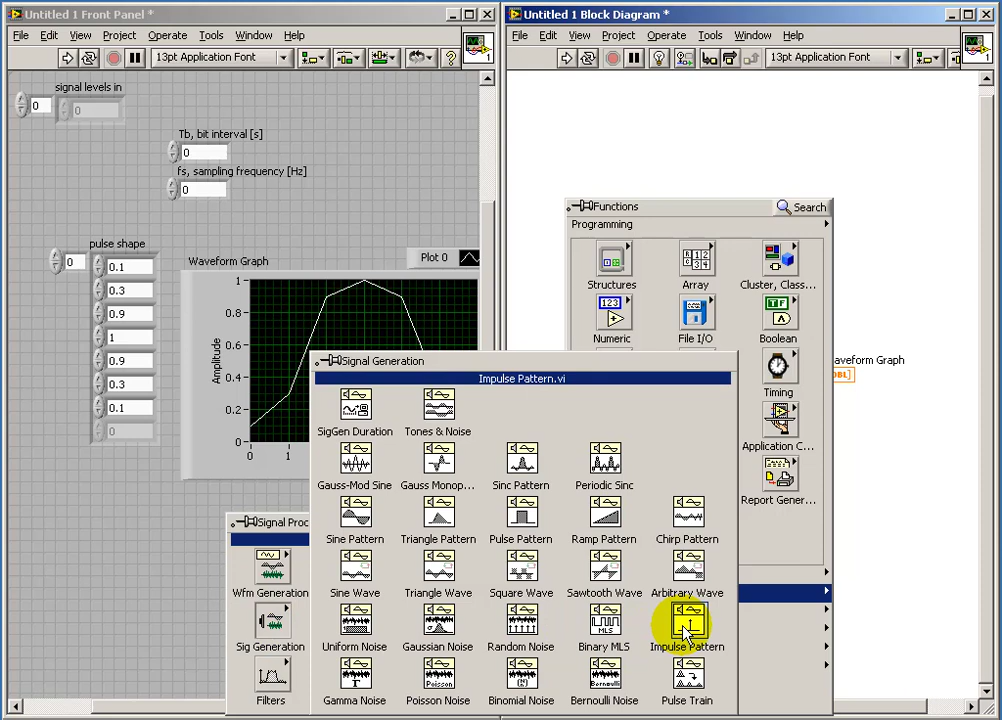 Untitled 1 Front Panel *
File Edit View Project Operate Tools Window Help
13pt Application Font
1
signal levels in
0
0
Tb, bit interval [s]
0
fs, sampling frequency [Hz]
0
pulse shape
0
0.1
0.3
0.9
1
0.9
0.3
0.1
0
Waveform Graph
Plot 0
Amplitude
1
0.8
0.6
0.4
0.2
0
0 1
Untitled 1 Block Diagram *
File Edit View Project Operate Tools Window Help
13pt Application Font
1
Functions
Search
Programming
Structures Array Cluster, Class...
Numeric File I/O Boolean
Timing
Application C...
Report Gener...
aveform Graph
DBL]
Signal Proc
Wfm Generation
Sig Generation
Filters
Signal Generation
Impulse Pattern.vi
SigGen Duration Tones & Noise
Gauss-Mod Sine Gauss Monop... Sinc Pattern Periodic Sinc
Sine Pattern Triangle Pattern Pulse Pattern Ramp Pattern Chirp Pattern
Sine Wave Triangle Wave Square Wave Sawtooth Wave Arbitrary Wave
Uniform Noise Gaussian Noise Random Noise Binary MLS Impulse Pattern
Gamma Noise Poisson Noise Binomial Noise Bernoulli Noise Pulse Train